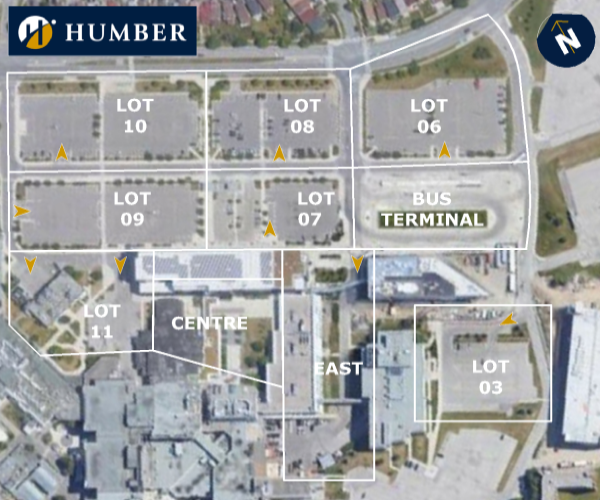 HUMBER
N
LOT
10
LOT
08
LOT
06
LOT
09
LOT
07
BUS
TERMINAL
LOT
11
CENTRE
EAST
LOT
03